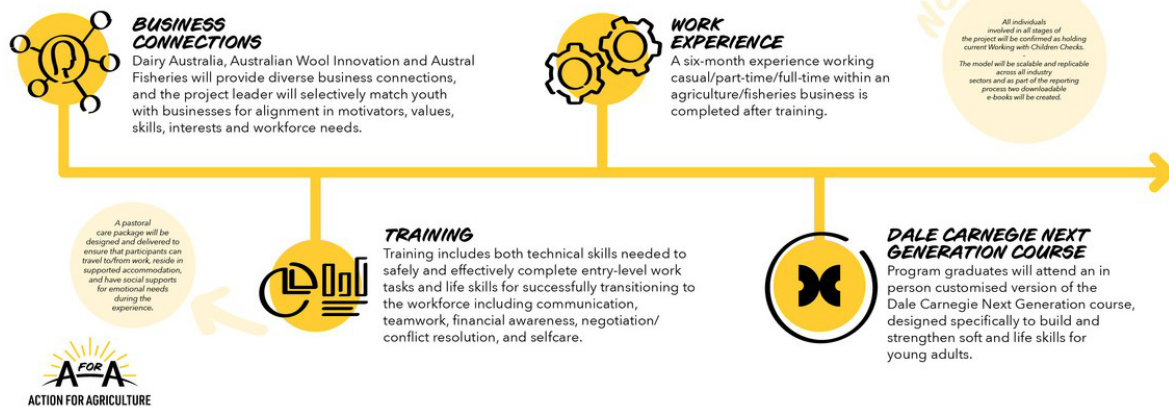 BUSINESS
CONNECTIONS
Dairy Australia, Australian Wool Innovation and Austral
Fisheries will provide diverse business connections,
and the project leader will selectively match youth
with businesses for alignment in motivators, values,
skills, interests and workforce needs.
WORK
EXPERIENCE
A six-month experience working
casual/part-time/full-time within an
agriculture/fisheries business is
completed after training.
All individuals
involved in all stages of
the project will be confirmed as holding
current Working with Children Checks.
-
The model will be scalable and replicable
across all industry
sectors and as part of the reporting
process two downloadable
e-books will be created.
A pastoral
care package will be
designed and delivered to
ensure that participants can
travel to/from work, reside in
supported accommodation,
and have social supports
for emotional needs
during the
experience.
TRAINING
Training includes both technical skills needed to
safely and effectively complete entry-level work
tasks and life skills for successfully transitioning to
the workforce including communication,
teamwork, financial awareness, negotiation/
conflict resolution, and selfcare.
DALE CARNEGIE NEXT
GENERATION COURSE
Program graduates will attend an in
person customised version of the
Dale Carnegie Next Generation course,
designed specifically to build and
strengthen soft and life skills for
young adults.
A FOR A
ACTION FOR AGRICULTURE